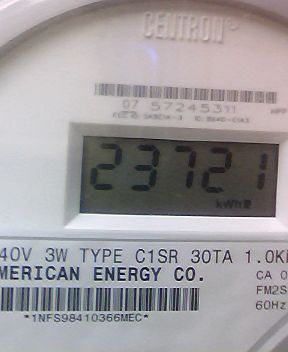 CENTRON®
07 57245311
23721
kWh
40V 3W TYPE C1SR 30TA 1.0K
MERICAN ENERGY CO.
CA 0
FM2S
60Hz
*1NFS98410366MEC*